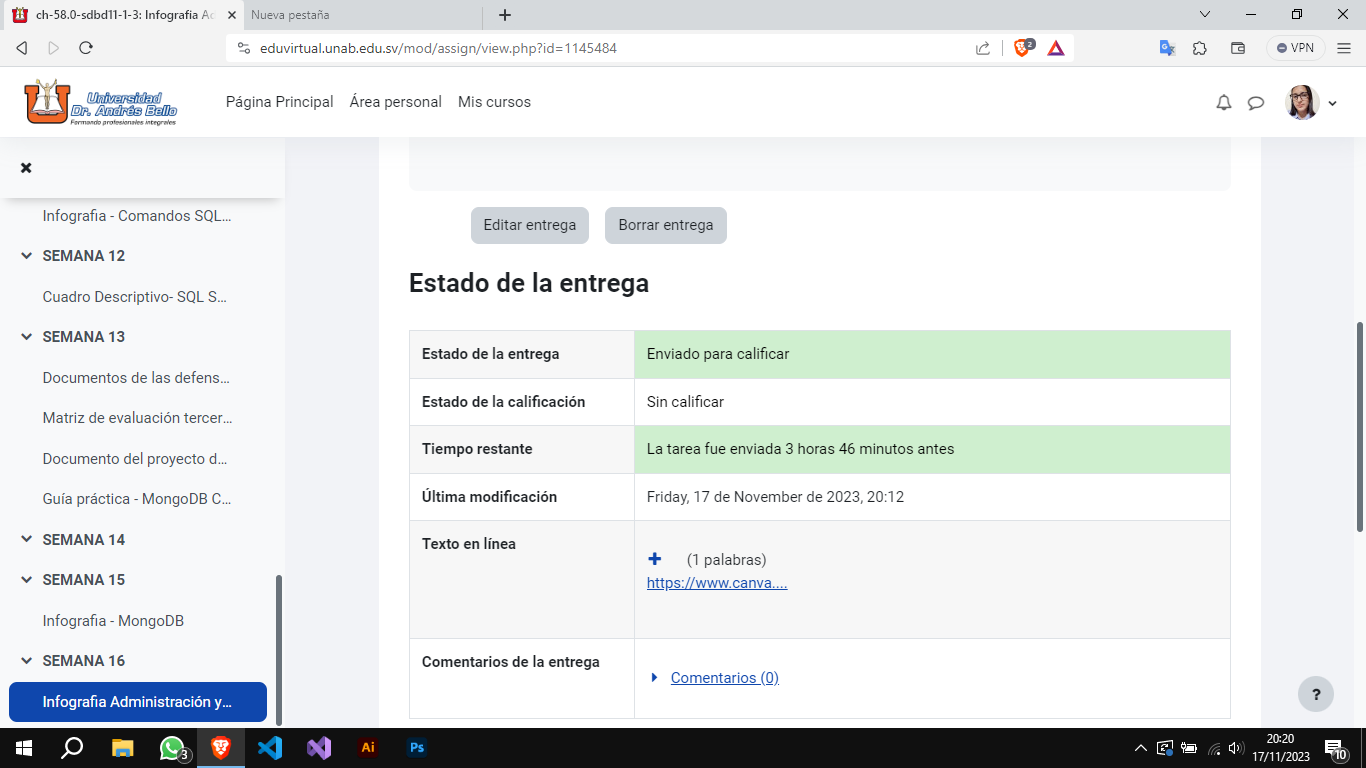 ch-58.0-sdbd11-1-3: Infografia Ac
Nueva pestaña
eduvirtual.unab.edu.sv/mod/assign/view.php?id=1145484
2
VPN
Universidad
Dr. Andrés Bello
Formando profesionales integrales
Página Principal
Área personal
Mis cursos
Infografia - Comandos SQL...
SEMANA 12
Cuadro Descriptivo- SQL S...
SEMANA 13
Documentos de las defens...
Matriz de evaluación tercer...
Documento del proyecto d...
Guía práctica - MongoDB C...
SEMANA 14
SEMANA 15
Infografia - MongoDB
SEMANA 16
Infografia Administración y...
Editar entrega
Borrar entrega
Estado de la entrega
Estado de la entrega
Enviado para calificar
Estado de la calificación
Sin calificar
Tiempo restante
La tarea fue enviada 3 horas 46 minutos antes
Última modificación
Friday, 17 de November de 2023, 20:12
Texto en línea
(1 palabras)
https://www.canva....
Comentarios de la entrega
Comentarios (0)
?
3
Ai
Ps
20:20
17/11/2023
10